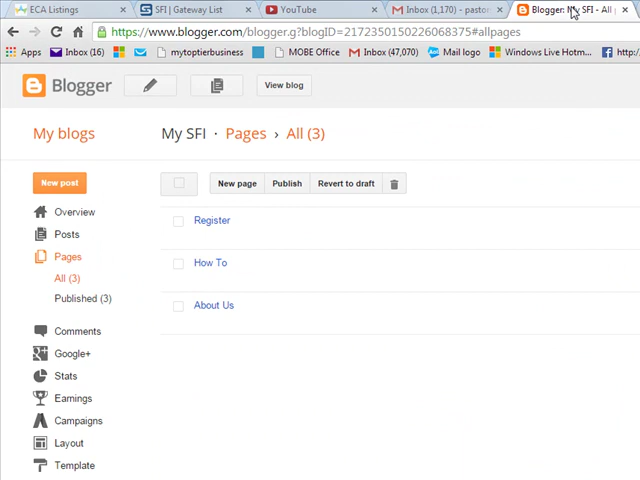 ECA Listings
SFI | Gateway List
YouTube
Inbox (1,170) - pastor
Blogger: My SFI - All
https://www.blogger.com/blogger.g?blogID=2172350150226068375#allpages
Apps
Inbox (16)
mytoptierbusiness
MOBE Office
Inbox (47,070)
Mail logo
Windows Live Hotm...
http:/
Blogger
View blog
My blogs
My SFI · Pages › All (3)
New post
New page
Publish
Revert to draft
Overview
Posts
Pages
All (3)
Published (3)
Comments
Google+
Stats
Earnings
Campaigns
Layout
Template
Register
How To
About Us